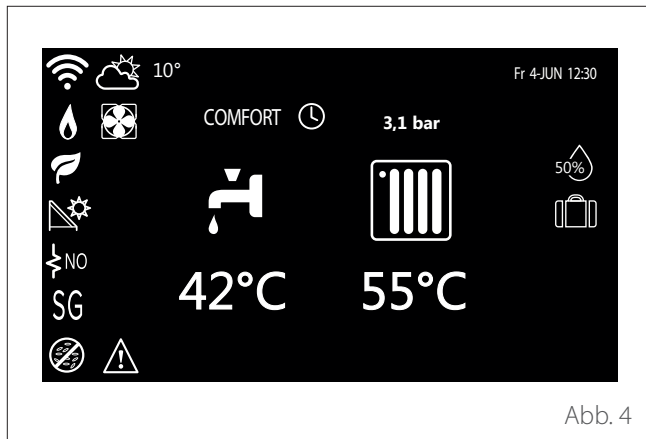 10° Fr 4-JUN 12:30
COMFORT 3,1 bar
50%
NO
42°C 55°C
SG
Abb. 4